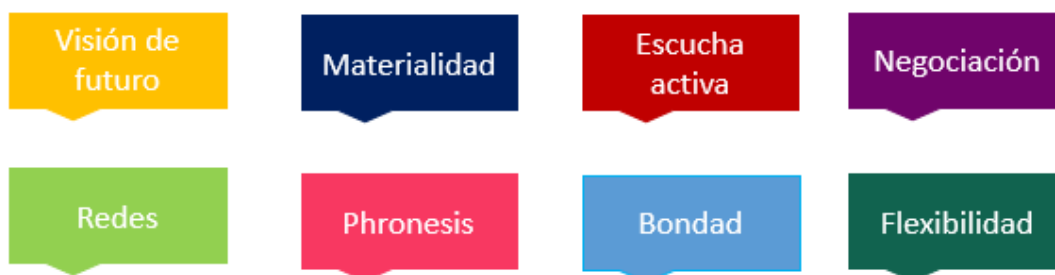 Visión de
futuro
Materialidad
Escucha
activa
Negociación
Redes
Phronesis
Bondad
Flexibilidad